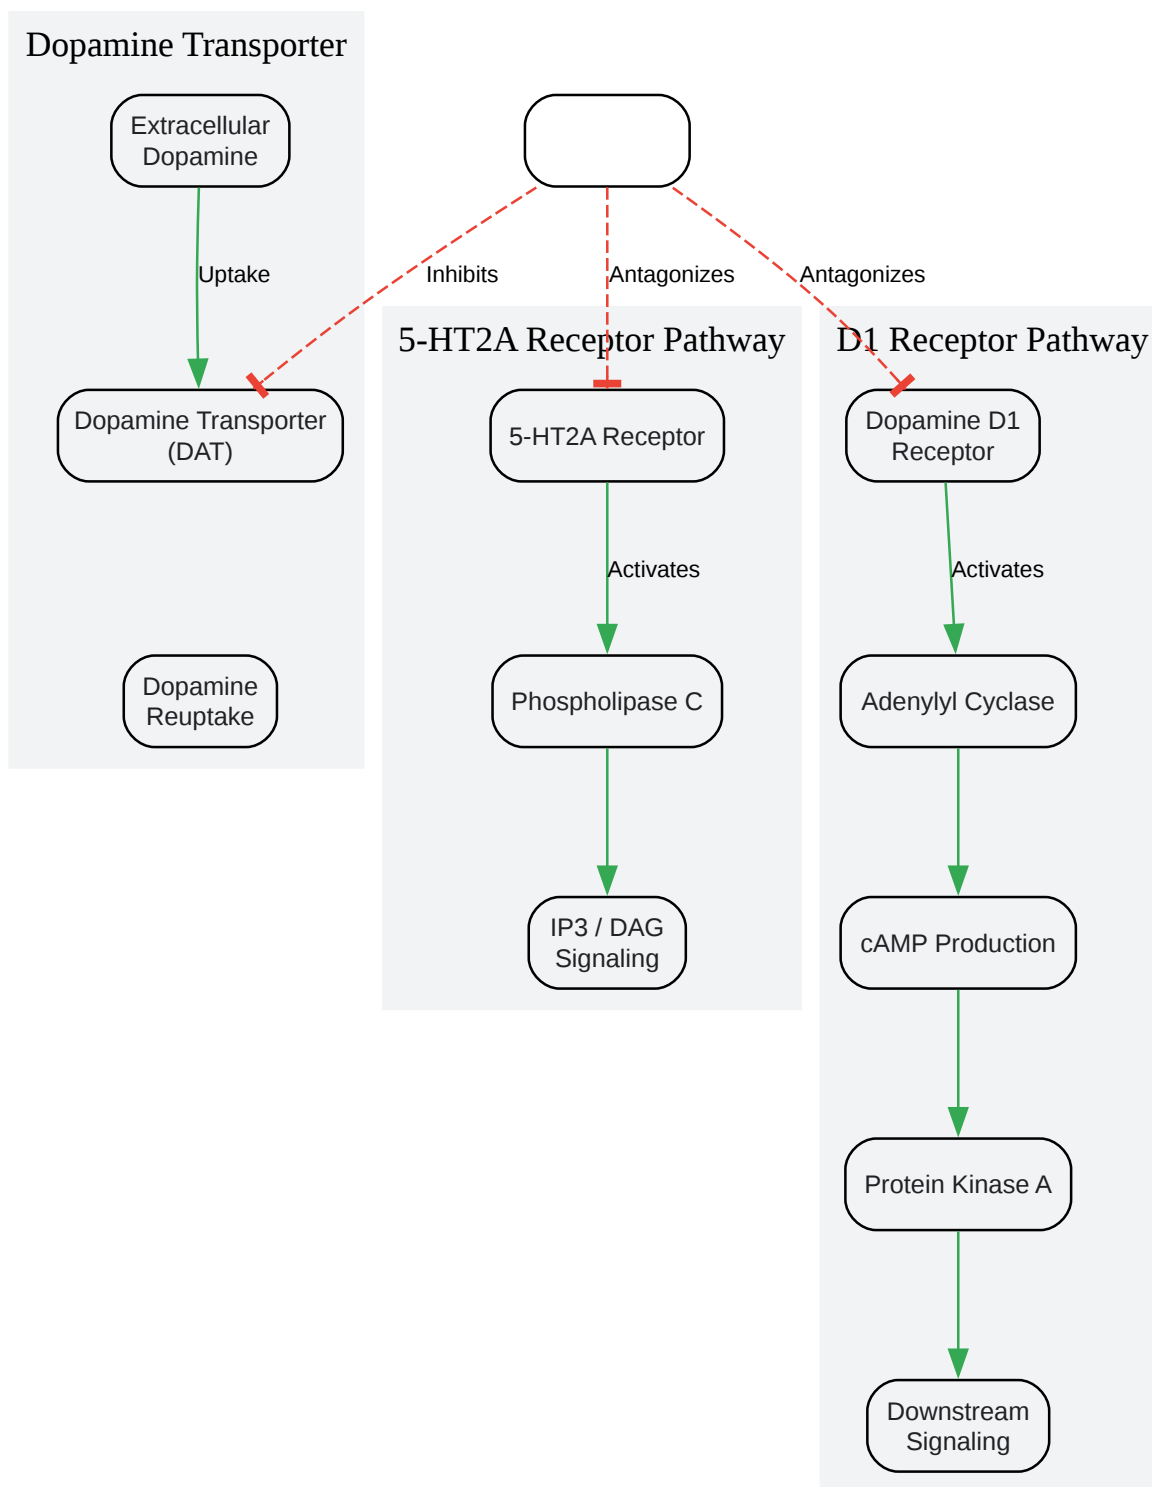 Dopamine Transporter
Extracellular
Dopamine
Uptake
Inhibits
Antagonizes
Antagonizes
Dopamine Transporter
(DAT)
Dopamine
Reuptake
5-HT2A Receptor Pathway
5-HT2A Receptor
Activates
Phospholipase C
IP3 / DAG
Signaling
D1 Receptor Pathway
Dopamine D1
Receptor
Activates
Adenylyl Cyclase
cAMP Production
Protein Kinase A
Downstream
Signaling